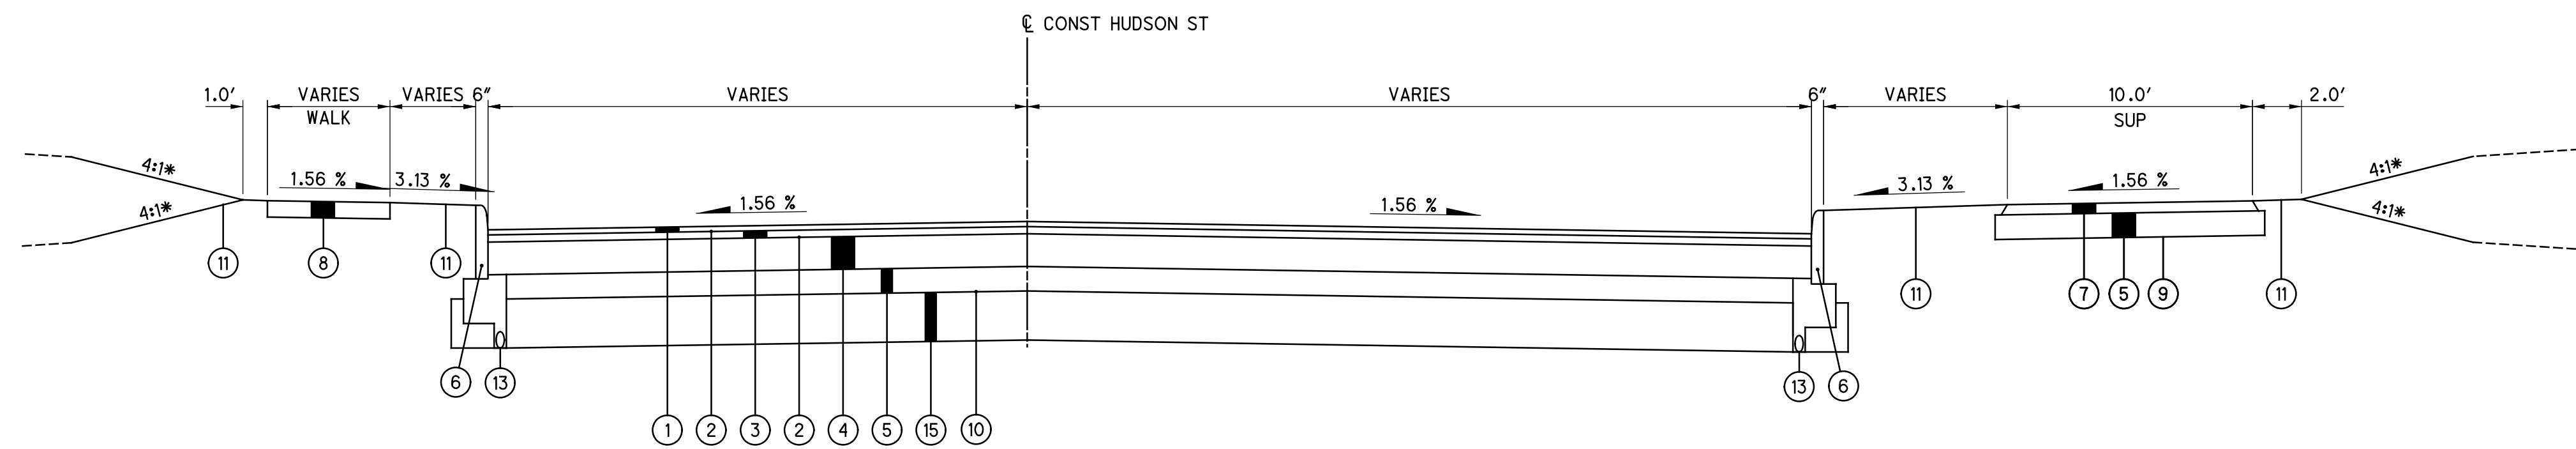 ℄ CONST HUDSON ST
1.0' VARIES VARIES 6" VARIES VARIES 6" VARIES 10.0' 2.0'
WALK SUP
4:1* 1.56 % 3.13 % 1.56 % 1.56 % 3.13 % 1.56 % 4:1*
4:1* 4:1*
11 8 11 11 7 5 9 11
6 13 13 6
1 2 3 2 4 5 15 10